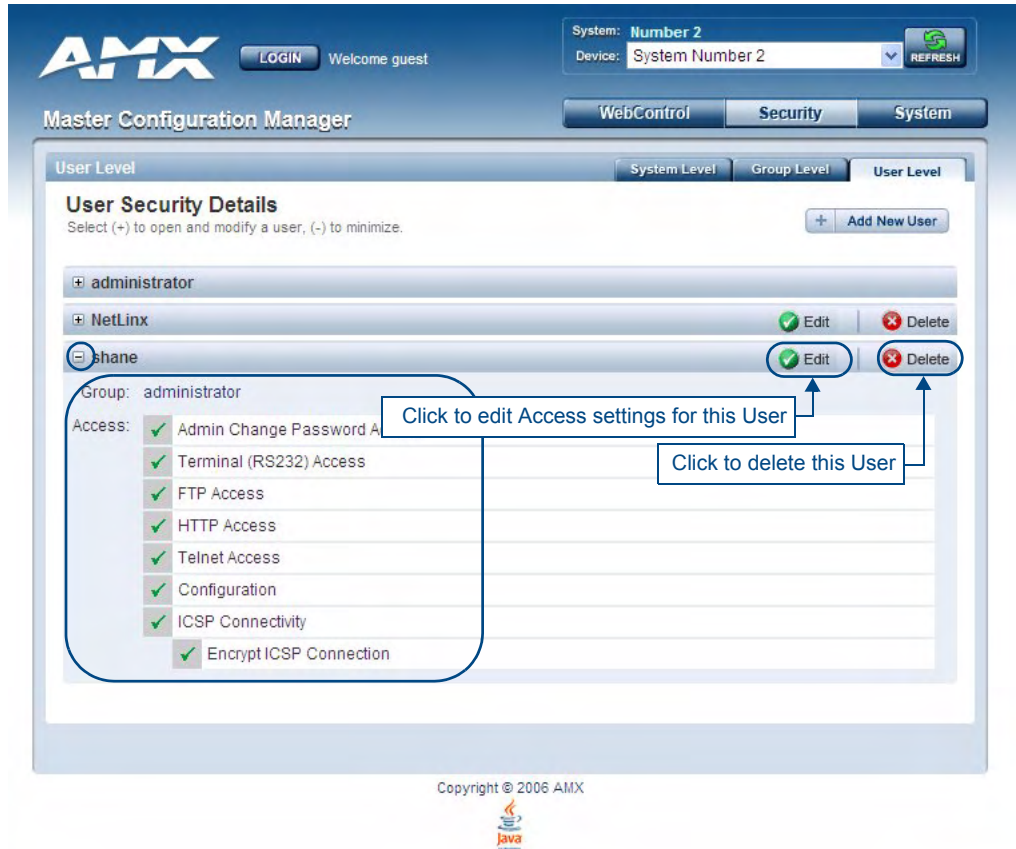 AMX
LOGIN Welcome guest
System: Number 2
Device: System Number 2
REFRESH
Master Configuration Manager
WebControl Security System
User Level
System Level Group Level User Level
User Security Details
Select (+) to open and modify a user, (-) to minimize.
+ Add New User
administrator
NetLinx Edit Delete
shane Edit Delete
Group: administrator
Access: Admin Change Password
Click to edit Access settings for this User
Terminal (RS232) Access
Click to delete this User
FTP Access
HTTP Access
Telnet Access
Configuration
ICSP Connectivity
Encrypt ICSP Connection
Copyright © 2006 AMX
Java